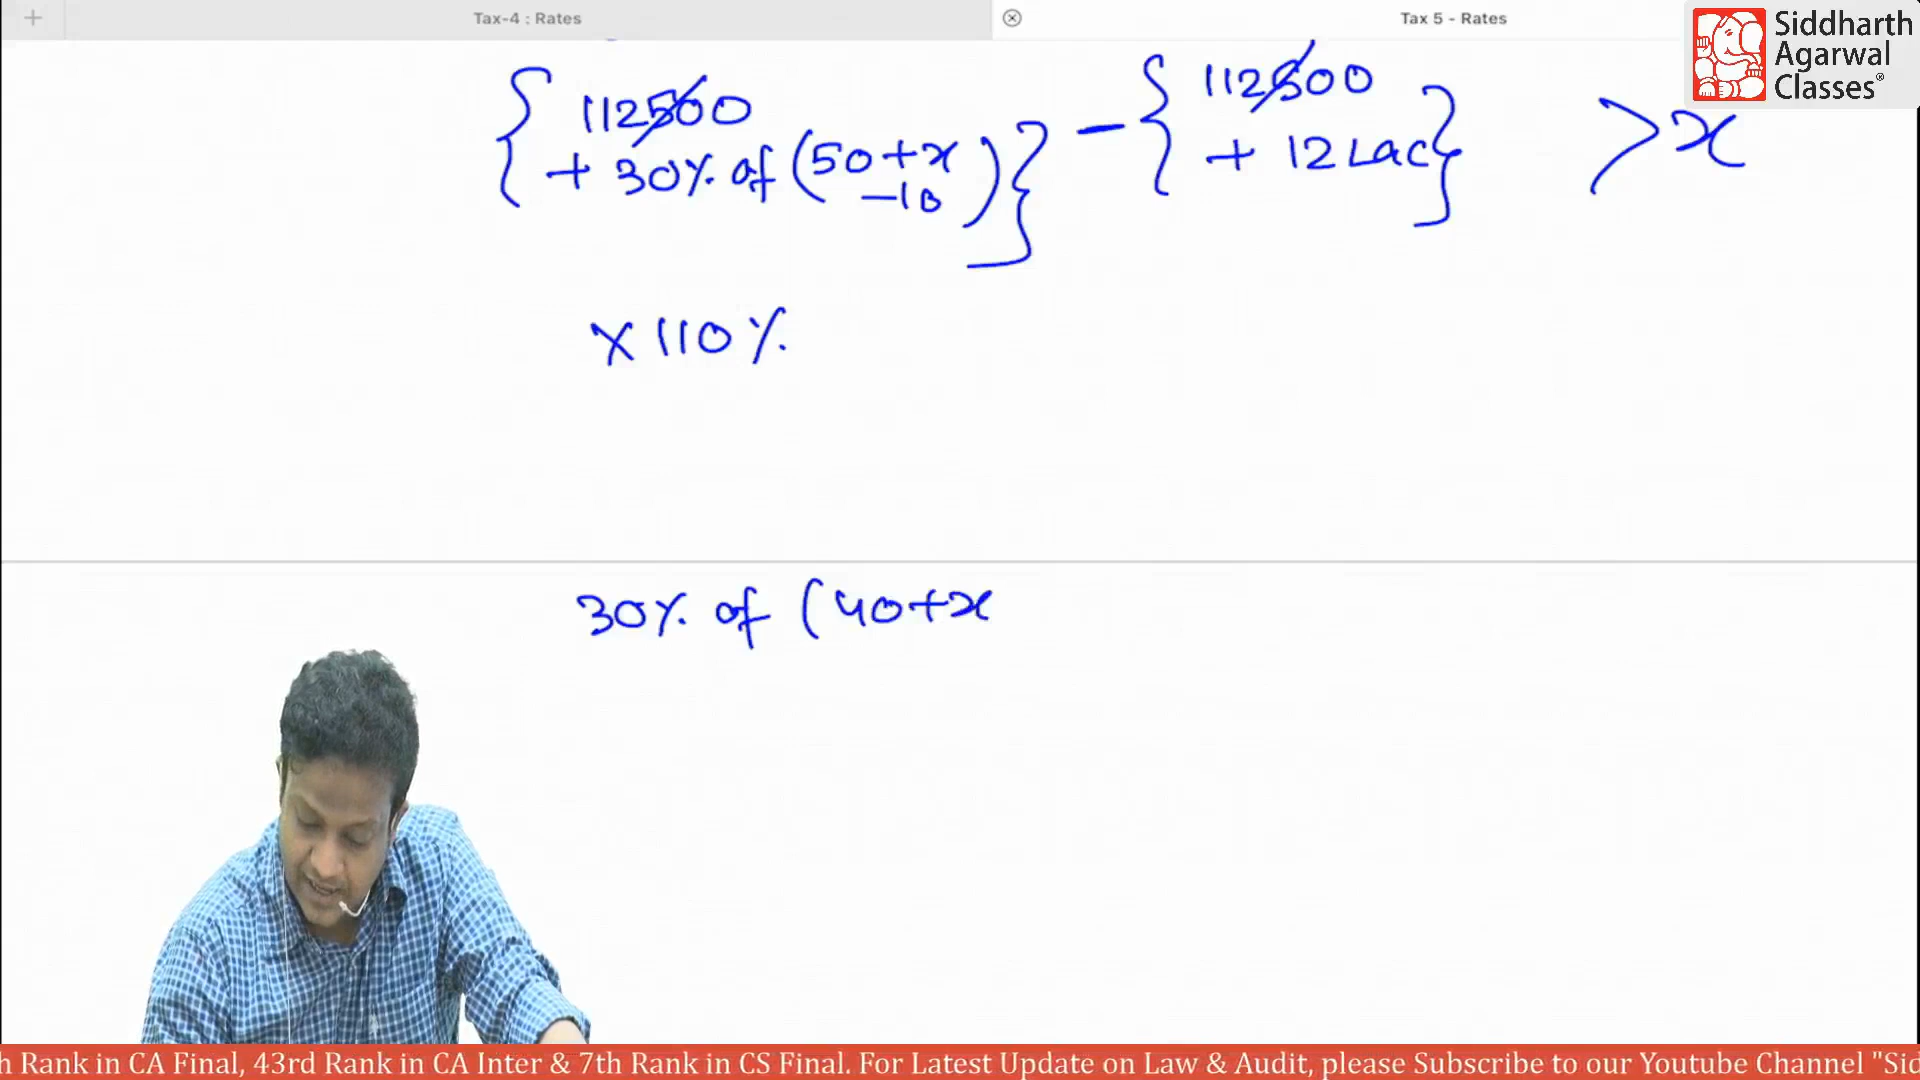 Tax-4 : Rates
Tax 5 - Rates
Siddharth
Agarwal
Classes®
{ 112500
+ 30% of (50+x
-10 ) } - { 112500
+ 12 Lac } > x
x 110%
30% of (40+x
h Rank in CA Final, 43rd Rank in CA Inter & 7th Rank in CS Final. For Latest Update on Law & Audit, please Subscribe to our Youtube Channel "Sid